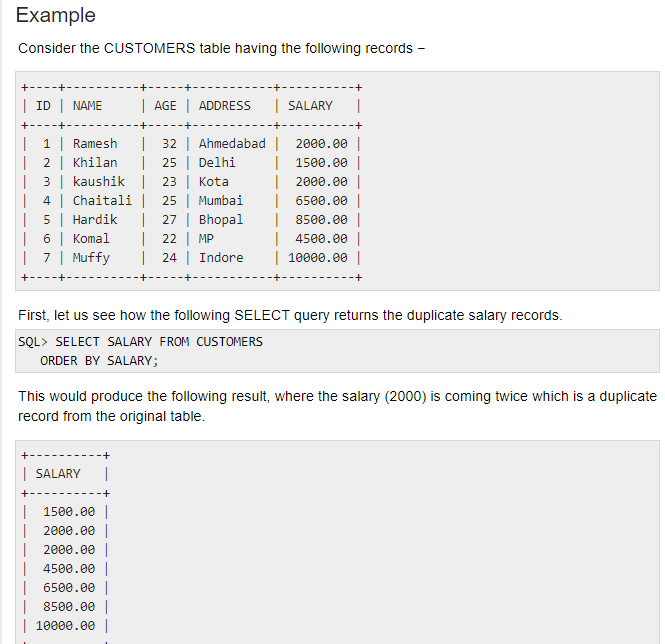 Example
Consider the CUSTOMERS table having the following records –
+----+----------+-----+-----------+----------+
| ID | NAME     | AGE | ADDRESS   | SALARY   |
+----+----------+-----+-----------+----------+
|  1 | Ramesh   |  32 | Ahmedabad |  2000.00 |
|  2 | Khilan   |  25 | Delhi     |  1500.00 |
|  3 | kaushik  |  23 | Kota      |  2000.00 |
|  4 | Chaitali |  25 | Mumbai    |  6500.00 |
|  5 | Hardik   |  27 | Bhopal    |  8500.00 |
|  6 | Komal    |  22 | MP        |  4500.00 |
|  7 | Muffy    |  24 | Indore    | 10000.00 |
+----+----------+-----+-----------+----------+
First, let us see how the following SELECT query returns the duplicate salary records.
SQL> SELECT SALARY FROM CUSTOMERS
   ORDER BY SALARY;
This would produce the following result, where the salary (2000) is coming twice which is a duplicate
record from the original table.
+----------+
| SALARY   |
+----------+
|  1500.00 |
|  2000.00 |
|  2000.00 |
|  4500.00 |
|  6500.00 |
|  8500.00 |
| 10000.00 |